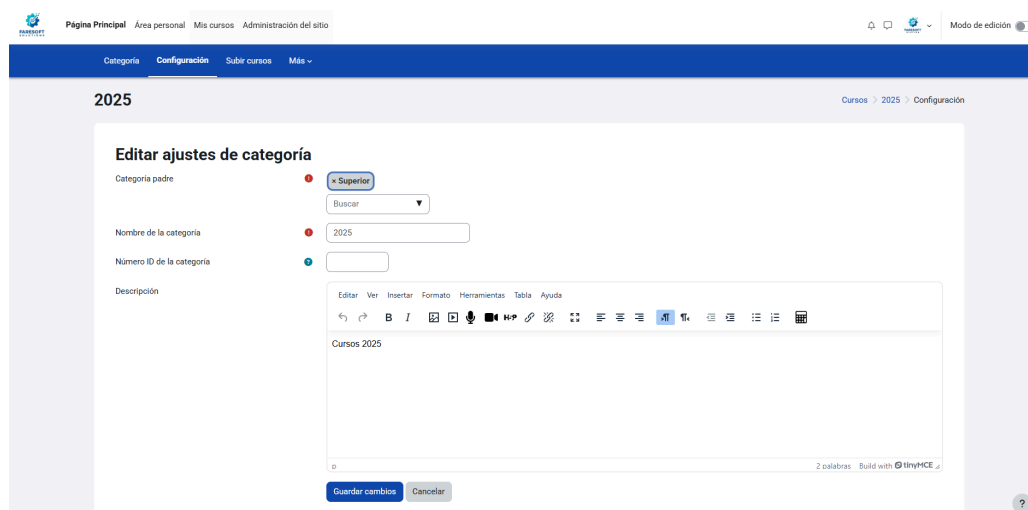 FARESOFT
SOLUTIONS
Página Principal Área personal Mis cursos Administración del sitio
Modo de edición
Categoría Configuración Subir cursos Más
2025
Cursos > 2025 > Configuración
Editar ajustes de categoría
Categoría padre
× Superior
Buscar ▼
Nombre de la categoría
2025
Número ID de la categoría
?
Descripción
Editar Ver Insertar Formato Herramientas Tabla Ayuda
B I H-P
Cursos 2025
p
2 palabras Build with tinyMCE
Guardar cambios Cancelar
?